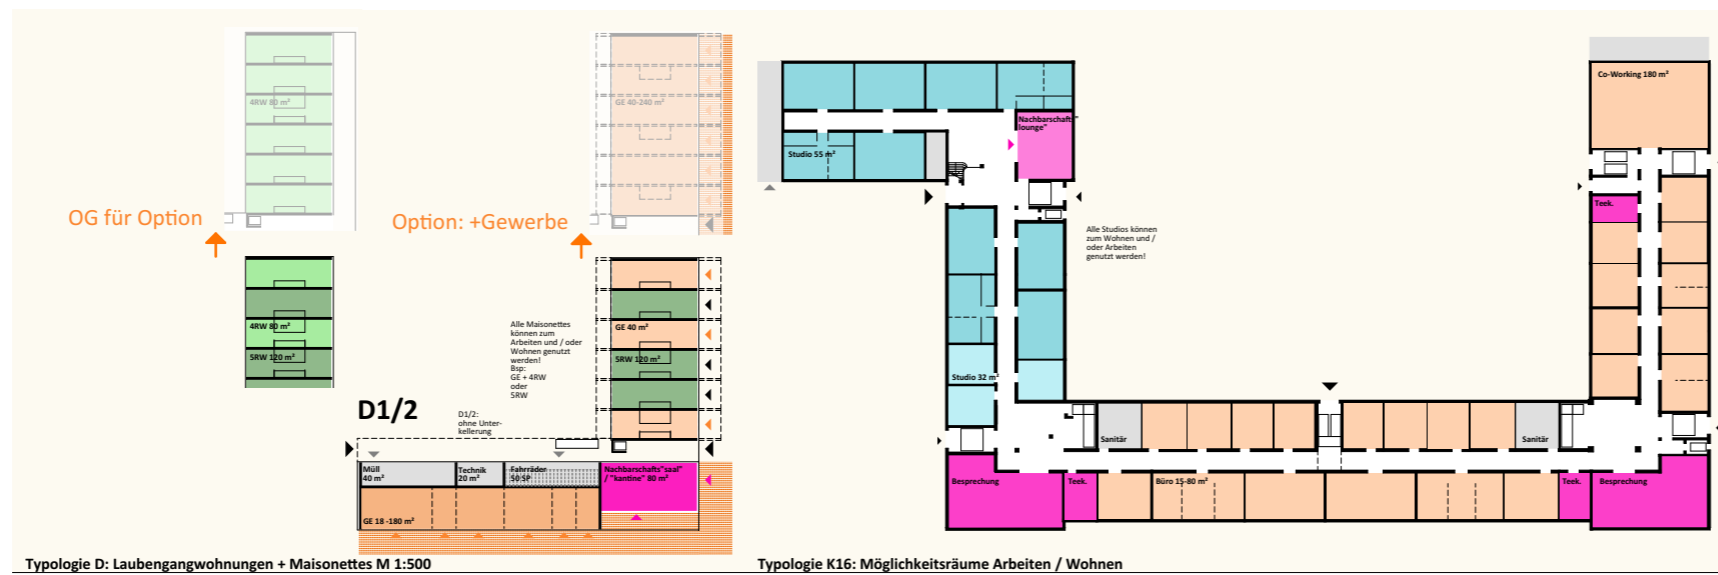 4RW 80 m²
OG für Option
4RW 80 m²
5RW 120 m²
GE 40-240 m²
Option: +Gewerbe
Alle Maisonettes
können zum
Arbeiten und / oder
Wohnen genutzt
werden!
Bsp:
GE + 4RW
oder
5RW
GE 40 m²
5RW 120 m²
D1/2
D1/2:
ohne Unter-
kellerung
Müll
40 m²
Technik
20 m²
Fahrräder
50 SP
Nachbarschafts"saal"
/ "kantine" 80 m²
GE 18 -180 m²
Typologie D: Laubengangwohnungen + Maisonettes M 1:500
Nachbarschafts"
lounge"
Studio 55 m²
Alle Studios können
zum Wohnen und /
oder Arbeiten
genutzt werden!
Studio 32 m²
Co-Working 180 m²
Teek.
Sanitär
Sanitär
Besprechung
Teek.
Büro 15-80 m²
Teek.
Besprechung
Typologie K16: Möglichkeitsräume Arbeiten / Wohnen